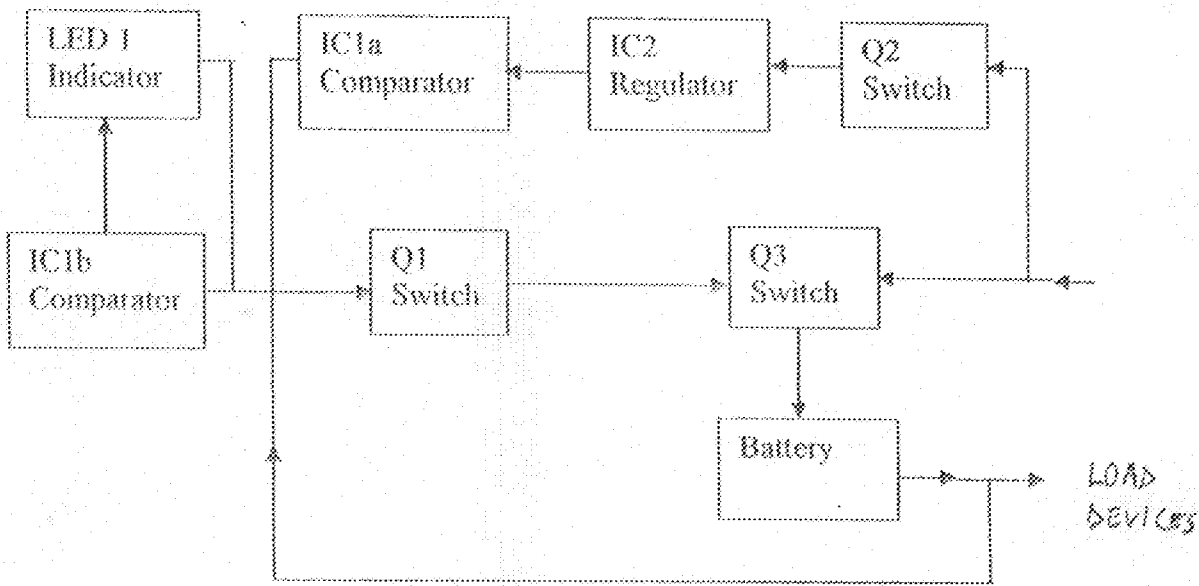 LED 1
Indicator
IC1a
Comparator
IC2
Regulator
Q2
Switch
IC1b
Comparator
Q1
Switch
Q3
Switch
Battery
LOAD
DEVICES